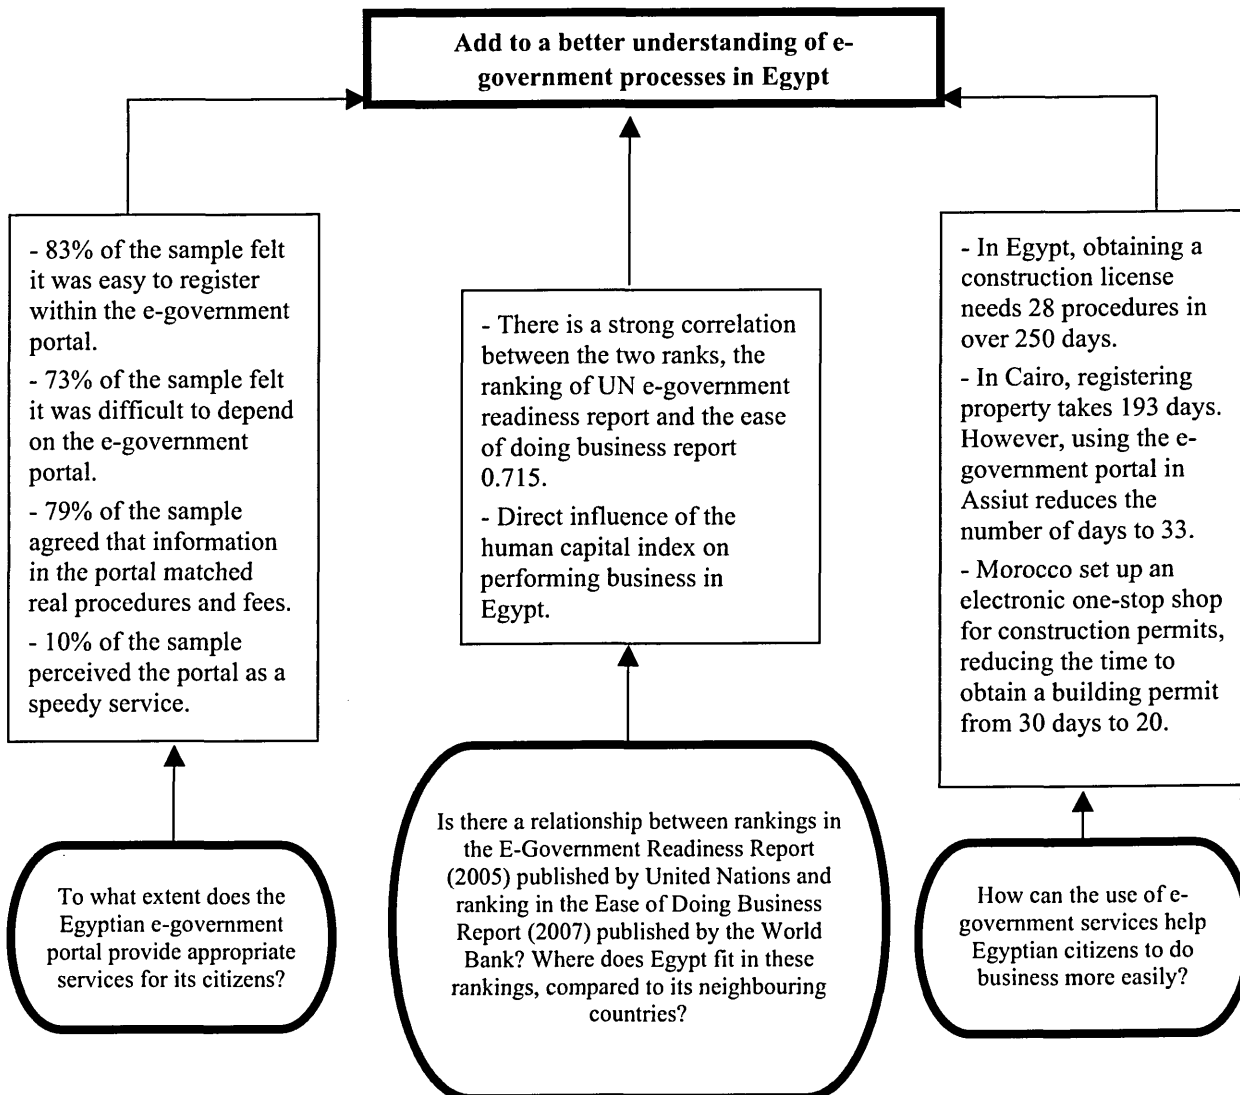 Add to a better understanding of e-
government processes in Egypt
- 83% of the sample felt
it was easy to register
within the e-government
portal.
- 73% of the sample felt
it was difficult to depend
on the e-government
portal.
- 79% of the sample
agreed that information
in the portal matched
real procedures and fees.
- 10% of the sample
perceived the portal as a
speedy service.
- There is a strong correlation
between the two ranks, the
ranking of UN e-government
readiness report and the ease
of doing business report
0.715.
- Direct influence of the
human capital index on
performing business in
Egypt.
- In Egypt, obtaining a
construction license
needs 28 procedures in
over 250 days.
- In Cairo, registering
property takes 193 days.
However, using the e-
government portal in
Assiut reduces the
number of days to 33.
- Morocco set up an
electronic one-stop shop
for construction permits,
reducing the time to
obtain a building permit
from 30 days to 20.
To what extent does the
Egyptian e-government
portal provide appropriate
services for its citizens?
Is there a relationship between rankings in
the E-Government Readiness Report
(2005) published by United Nations and
ranking in the Ease of Doing Business
Report (2007) published by the World
Bank? Where does Egypt fit in these
rankings, compared to its neighbouring
countries?
How can the use of e-
government services help
Egyptian citizens to do
business more easily?